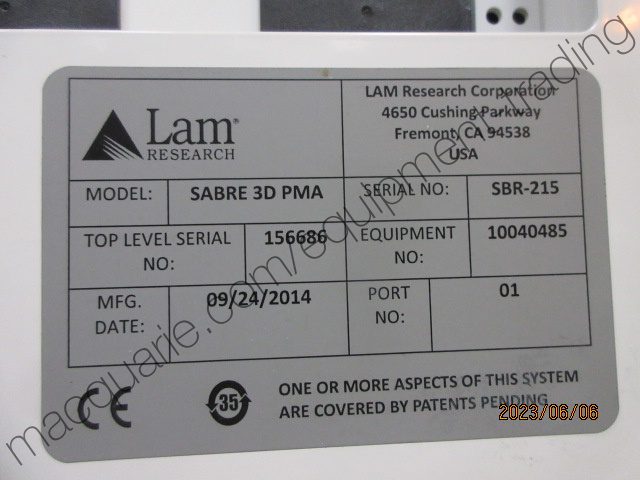 Lam®
RESEARCH
LAM Research Corporation
4650 Cushing Parkway
Fremont, CA 94538
USA
MODEL: SABRE 3D PMA SERIAL NO: SBR-215
TOP LEVEL SERIAL NO: 156686 EQUIPMENT NO: 10040485
MFG. DATE: 09/24/2014 PORT NO: 01
CE
35
ONE OR MORE ASPECTS OF THIS SYSTEM
ARE COVERED BY PATENTS PENDING
2023/06/06
macquarie.com/equipment-trading